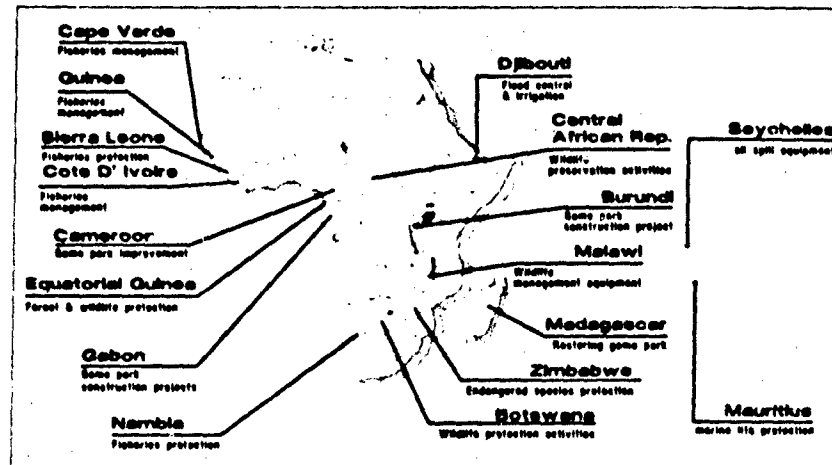 Cape Verde
Fisheries management
Guinea
Fisheries
management
Sierra Leone
Fisheries protection
Cote D' Ivoire
Fisheries
management
Cameroor
Game park improvement
Equatorial Guinea
Forest & wildlife protection
Gabon
Game park
construction projects
Namibia
Fisheries protection
Djibouti
Flood control
& irrigation
Central
African Rep.
Wildlife
preservation activities
Burundi
Game park
construction project
Malawi
Wildlife
management equipment
Madagascar
Restoring game park
Zimbabwe
Endangered species protection
Botswana
Wildlife protection activities
Seychelles
oil spill equipment
Mauritius
marine life protection